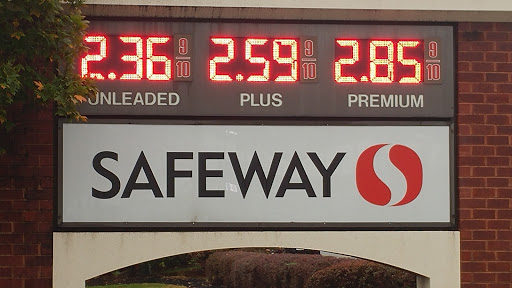 2.36 9/10 2.59 9/10 2.85 9/10
UNLEADED PLUS PREMIUM
SAFEWAY